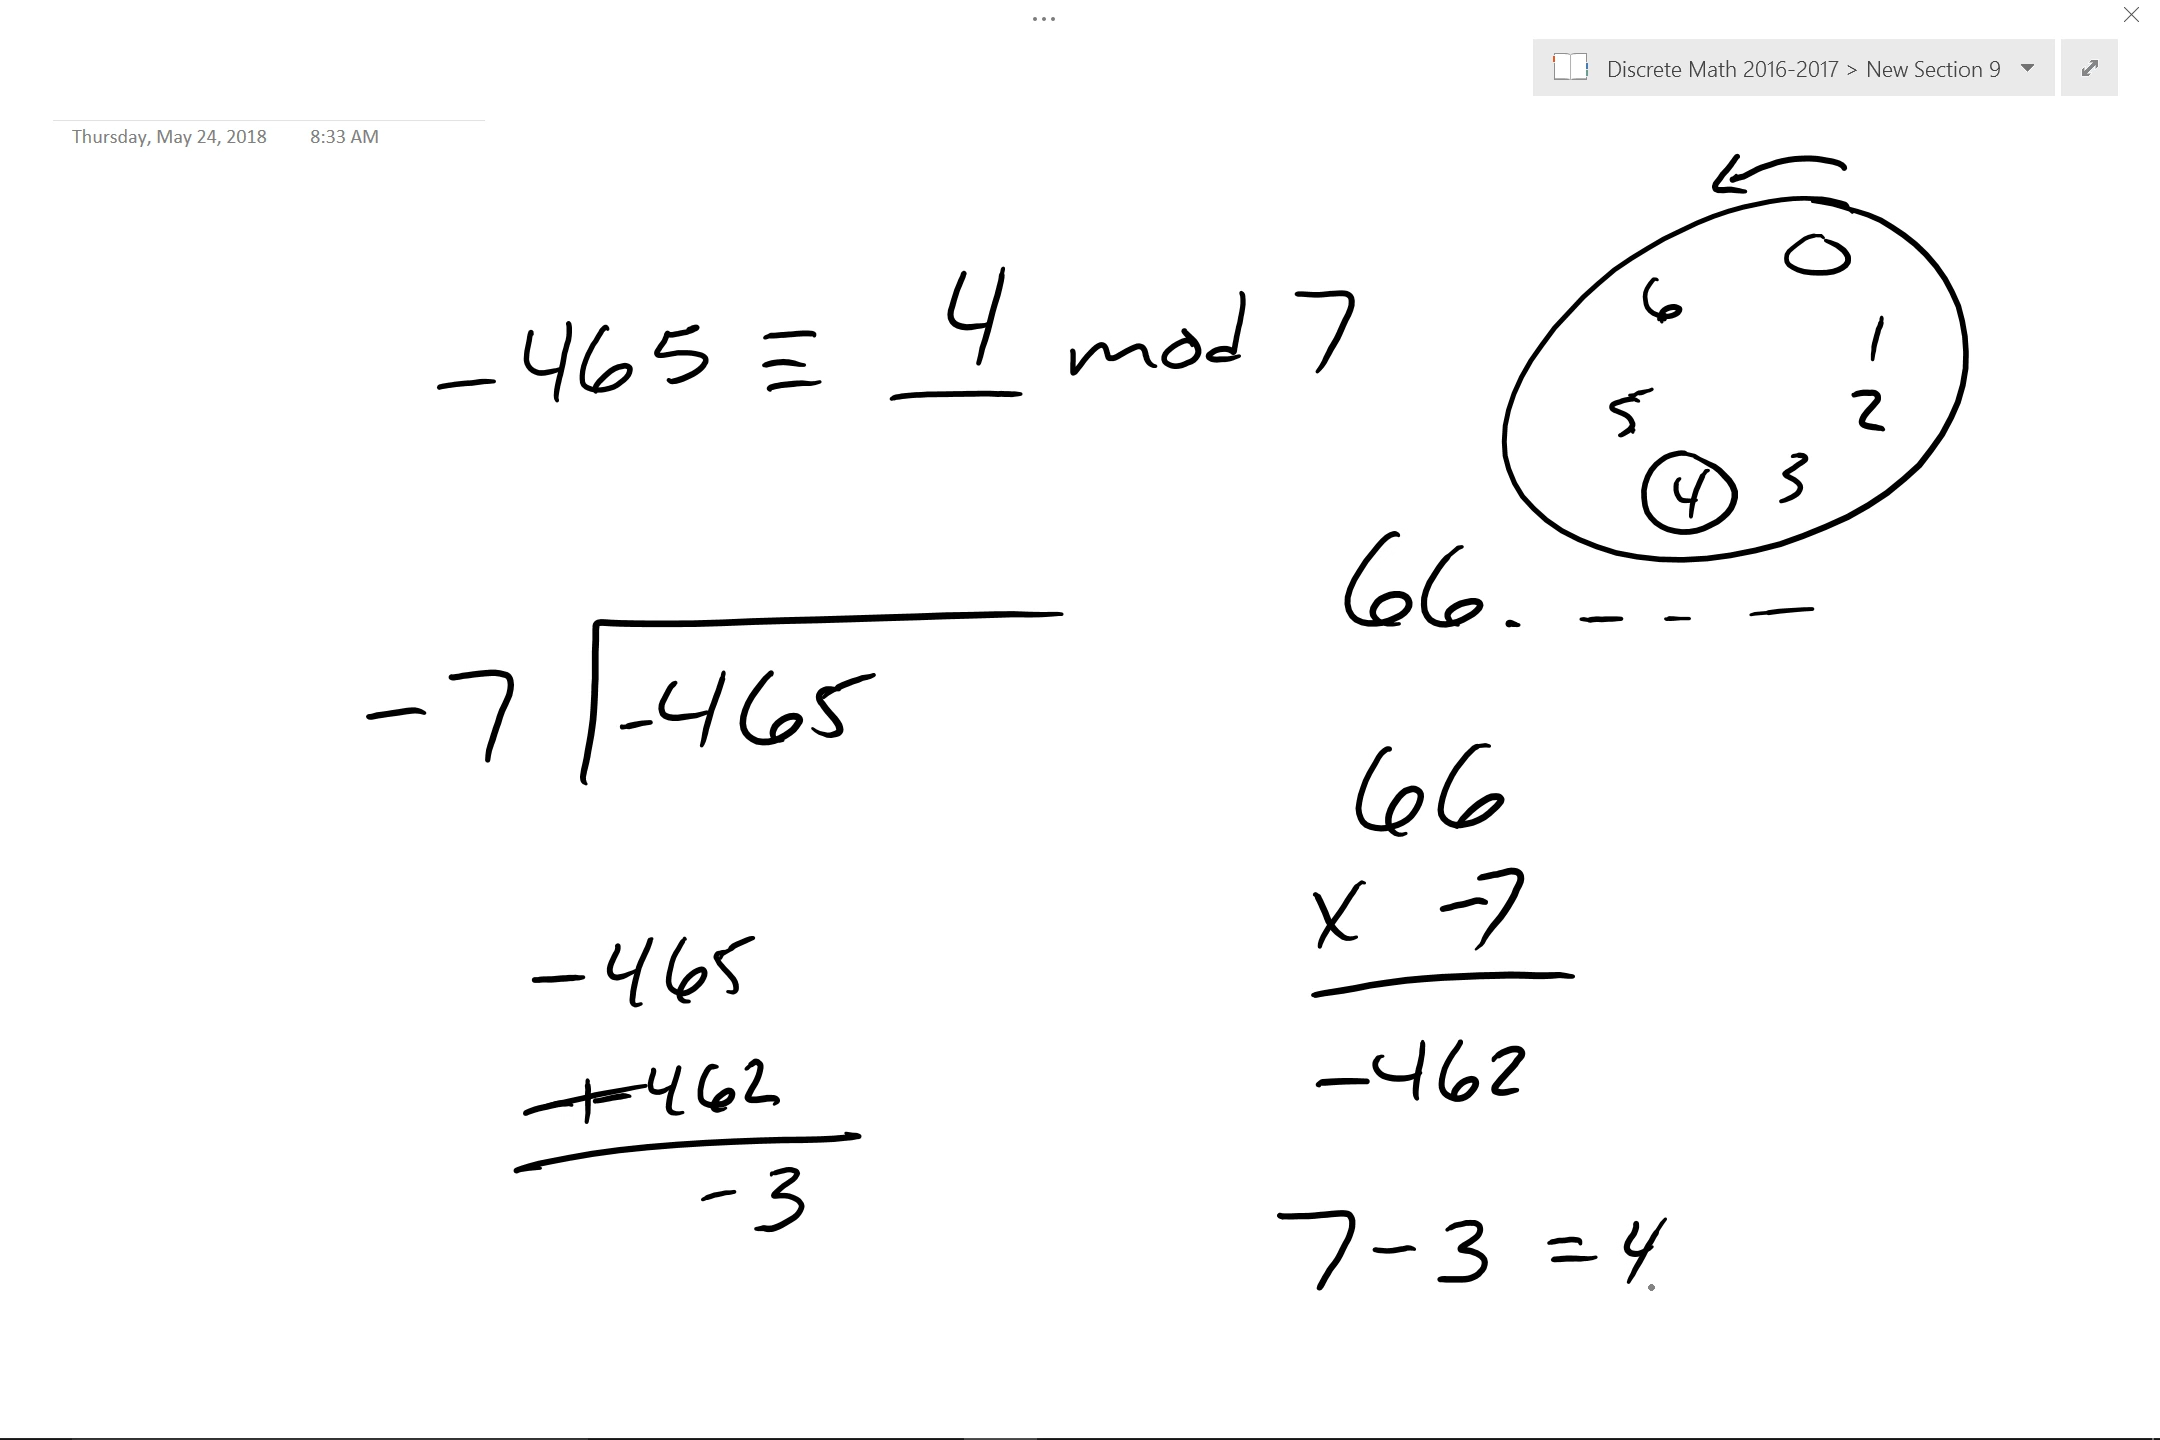 ...
Discrete Math 2016-2017 > New Section 9
Thursday, May 24, 2018 8:33 AM
-465 ≡ 4 mod 7
0
6
1
5
2
4
3
66. _ _ _
-7 -465
66
x -7
-462
-465
+462
-3
7-3 = 4